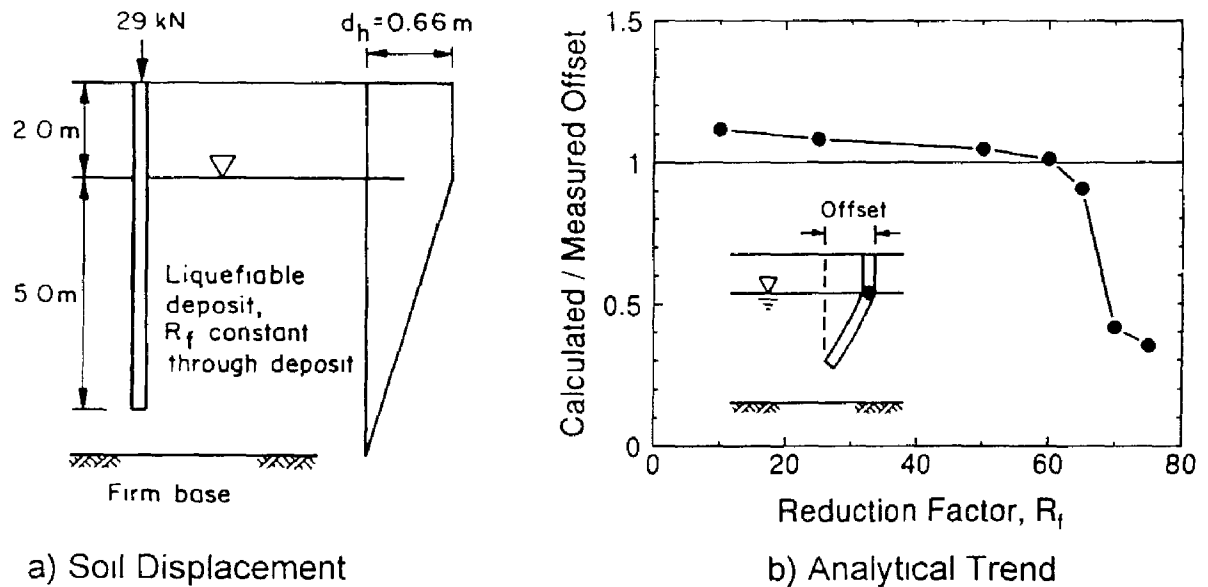 29 kN
d_h = 0.66 m
2 0 m
5 0 m
Liquefiable
deposit,
R_f constant
through deposit
Firm base
a) Soil Displacement
1.5
1.0
0.5
0
Calculated / Measured Offset
Offset
0
20
40
60
80
Reduction Factor, R_f
b) Analytical Trend